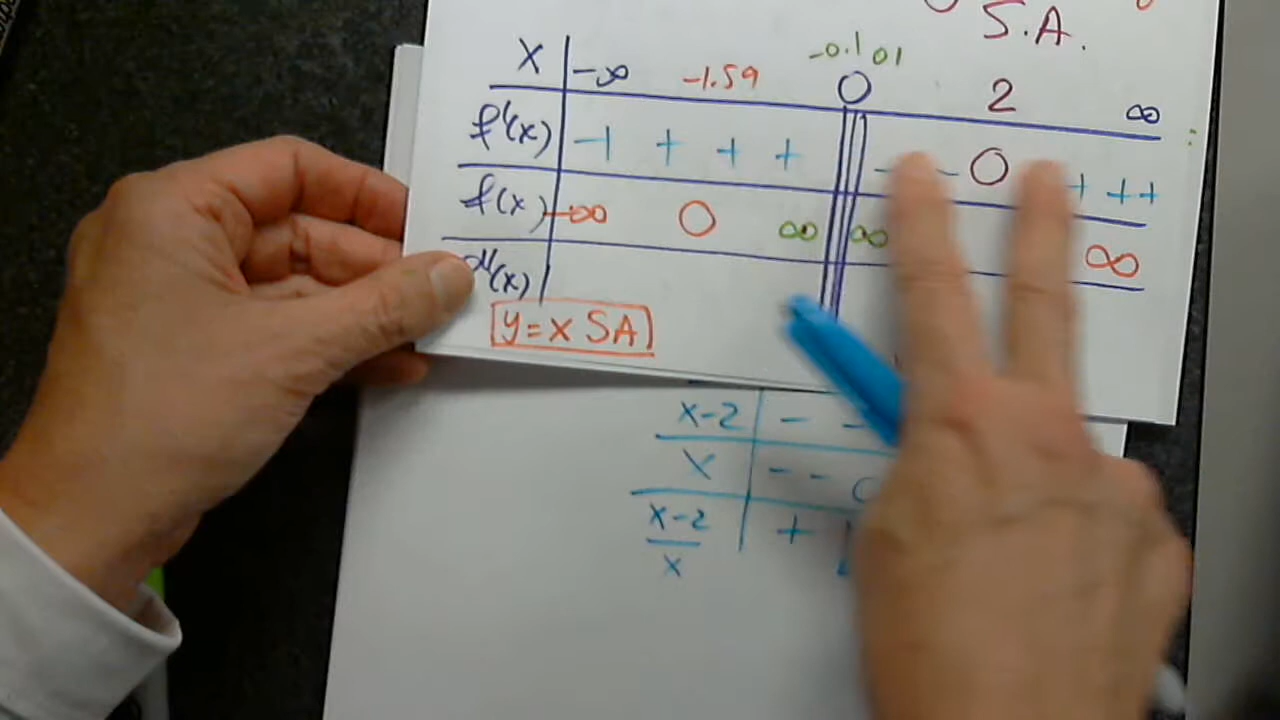 S.A.
-0.1 01
X -∞ -1.59 0 2 ∞
f'(x) + + + + - - 0 + + +
f(x) -∞ 0 ∞ ∞ ∞
(x)
y=x SA
x-2 - -
x - - 0
x-2
x
+